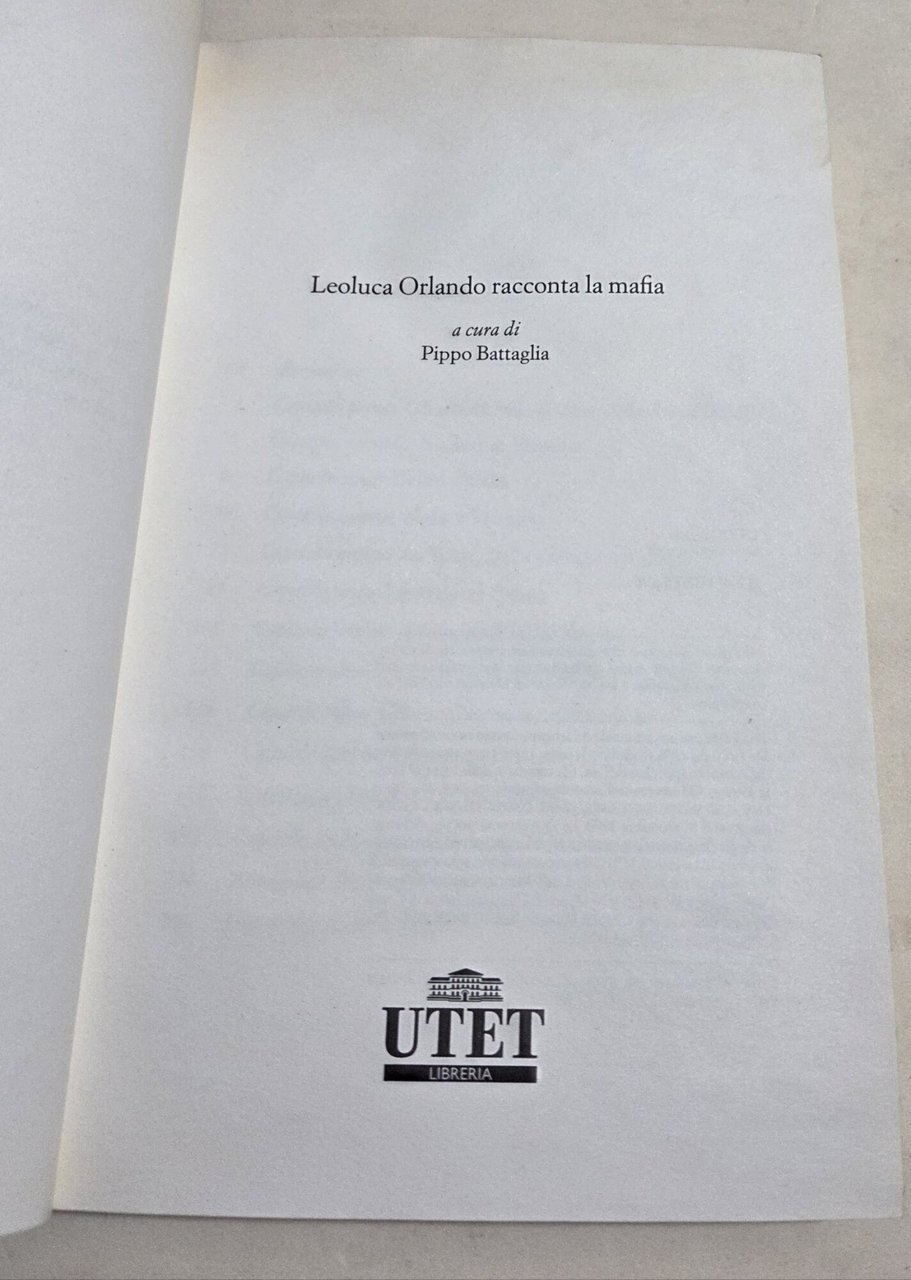 Leoluca Orlando racconta la mafia
a cura di
Pippo Battaglia
UTET
LIBRERIA